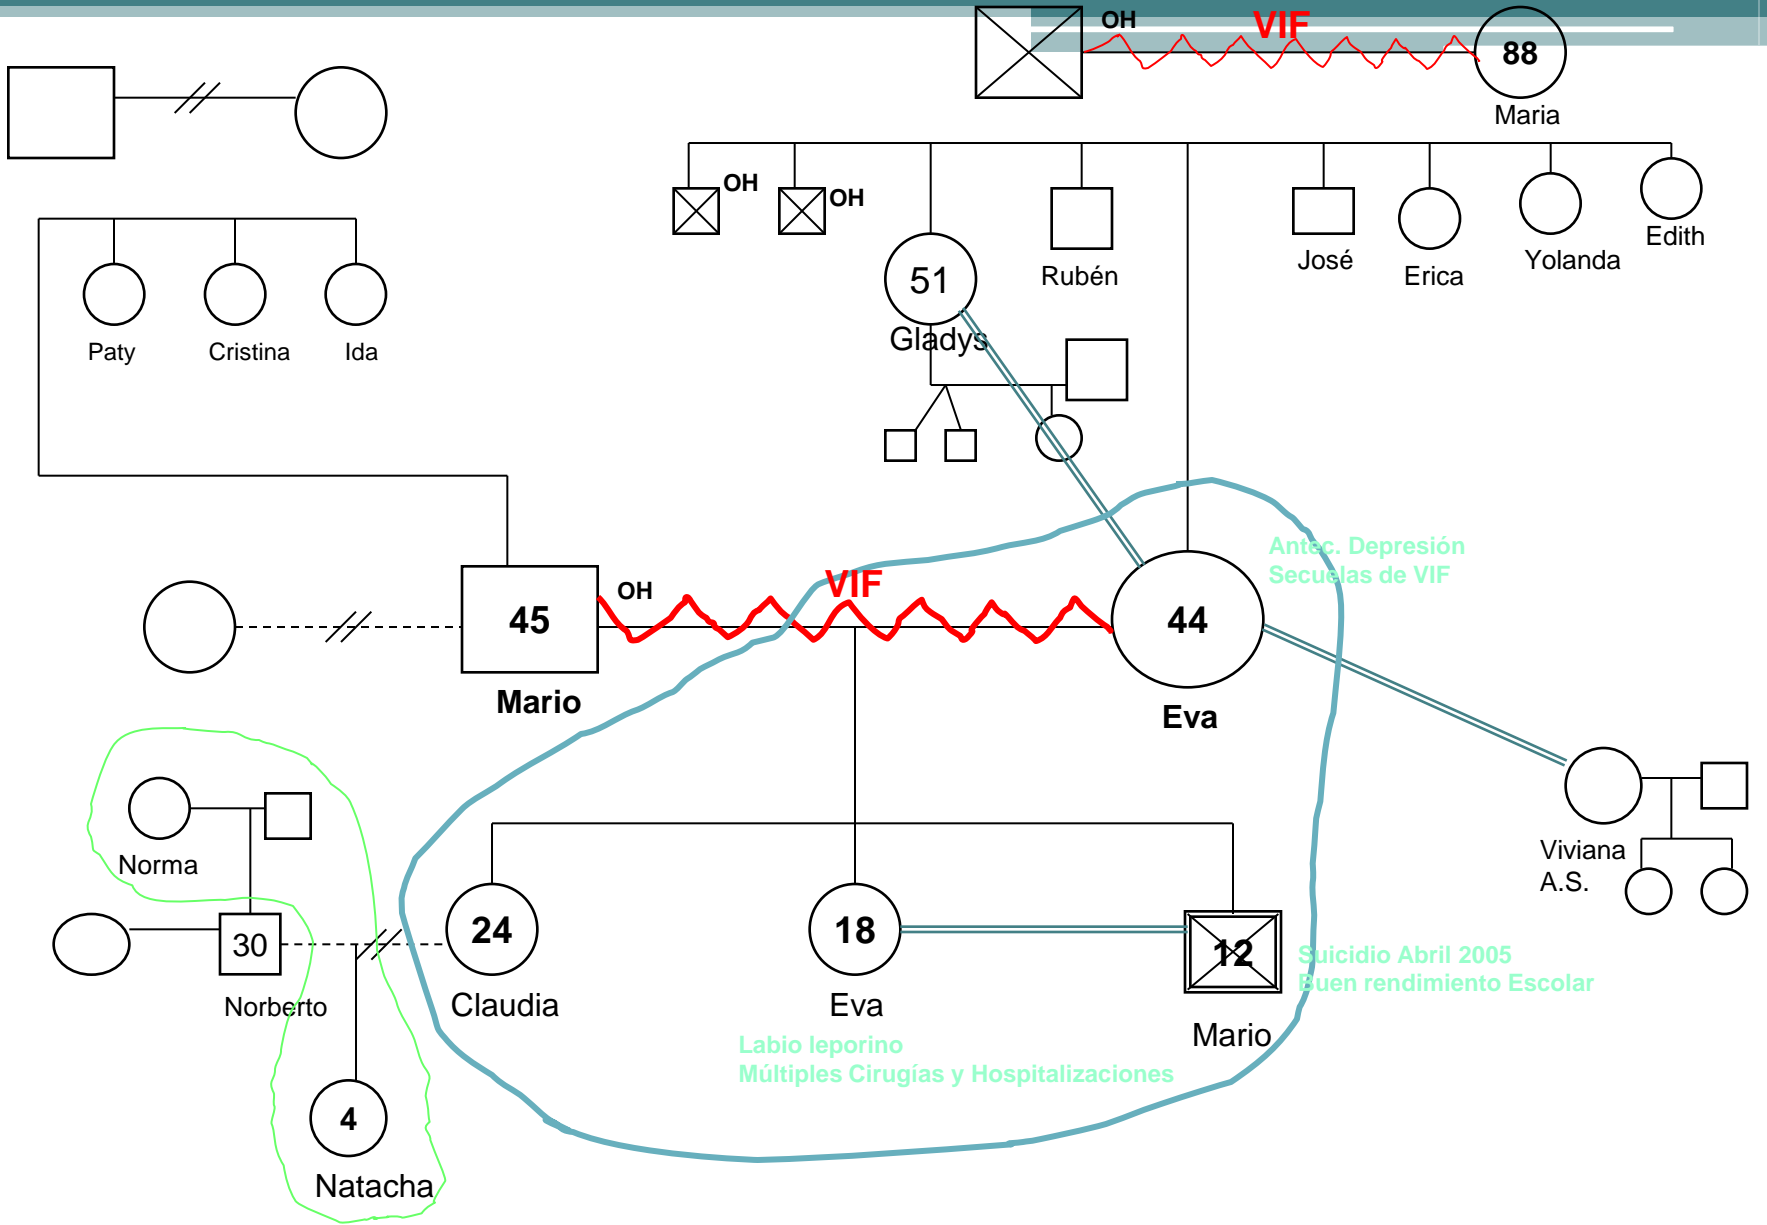 OH
VIF
88
Maria
OH
OH
51
Gladys
Rubén
José
Erica
Yolanda
Edith
Paty
Cristina
Ida
Antec. Depresión
Secuelas de VIF
OH
VIF
45
Mario
44
Eva
Norma
Viviana
A.S.
30
Norberto
24
Claudia
18
Eva
12
Mario
Suicidio Abril 2005
Buen rendimiento Escolar
Labio leporino
Múltiples Cirugías y Hospitalizaciones
4
Natacha